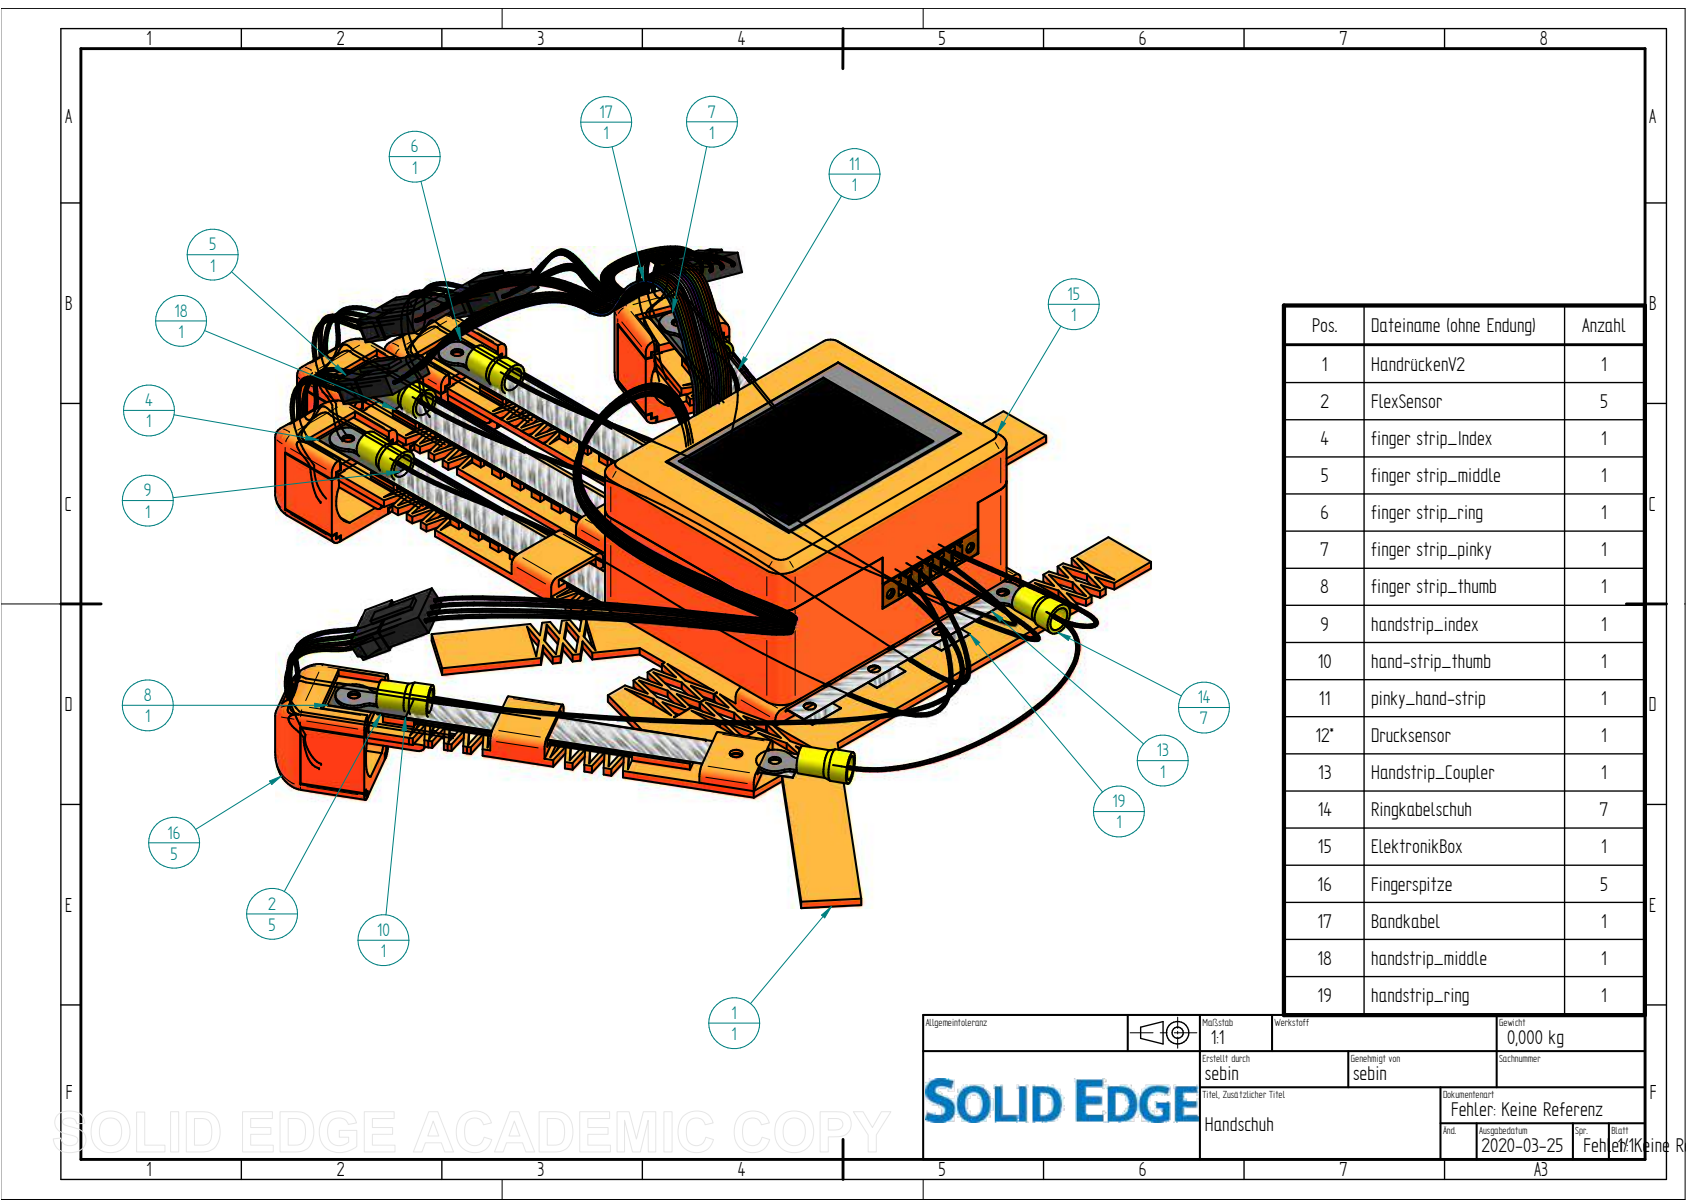 1 2 3 4 5 6 7 8
A A
B B
C C
D D
E E
F F
17
1
7
1
6
1
11
1
5
1
18
1
15
1
4
1
9
1
8
1
14
7
13
1
19
1
16
5
2
5
10
1
1
1
Pos. Dateiname (ohne Endung) Anzahl
1 HandrückenV2 1
2 FlexSensor 5
4 finger strip_Index 1
5 finger strip_middle 1
6 finger strip_ring 1
7 finger strip_pinky 1
8 finger strip_thumb 1
9 handstrip_index 1
10 hand-strip_thumb 1
11 pinky_hand-strip 1
12* Drucksensor 1
13 Handstrip_Coupler 1
14 Ringkabelschuh 7
15 ElektronikBox 1
16 Fingerspitze 5
17 Bandkabel 1
18 handstrip_middle 1
19 handstrip_ring 1
Allgemeintoleranz
Maßstab
1:1
Werkstoff
Gewicht
0,000 kg
Erstellt durch
sebin
Genehmigt von
sebin
Sachnummer
SOLID EDGE
Titel, Zusätzlicher Titel
Handschuh
Dokumentenart
Fehler: Keine Referenz
Änd.
Ausgabedatum
2020-03-25
Spr.
Blatt
1/1
SOLID EDGE ACADEMIC COPY
1 2 3 4 5 6 7 A3